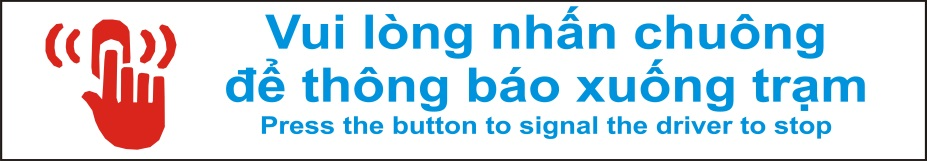 Vui lòng nhấn chuông
để thông báo xuống trạm
Press the button to signal the driver to stop